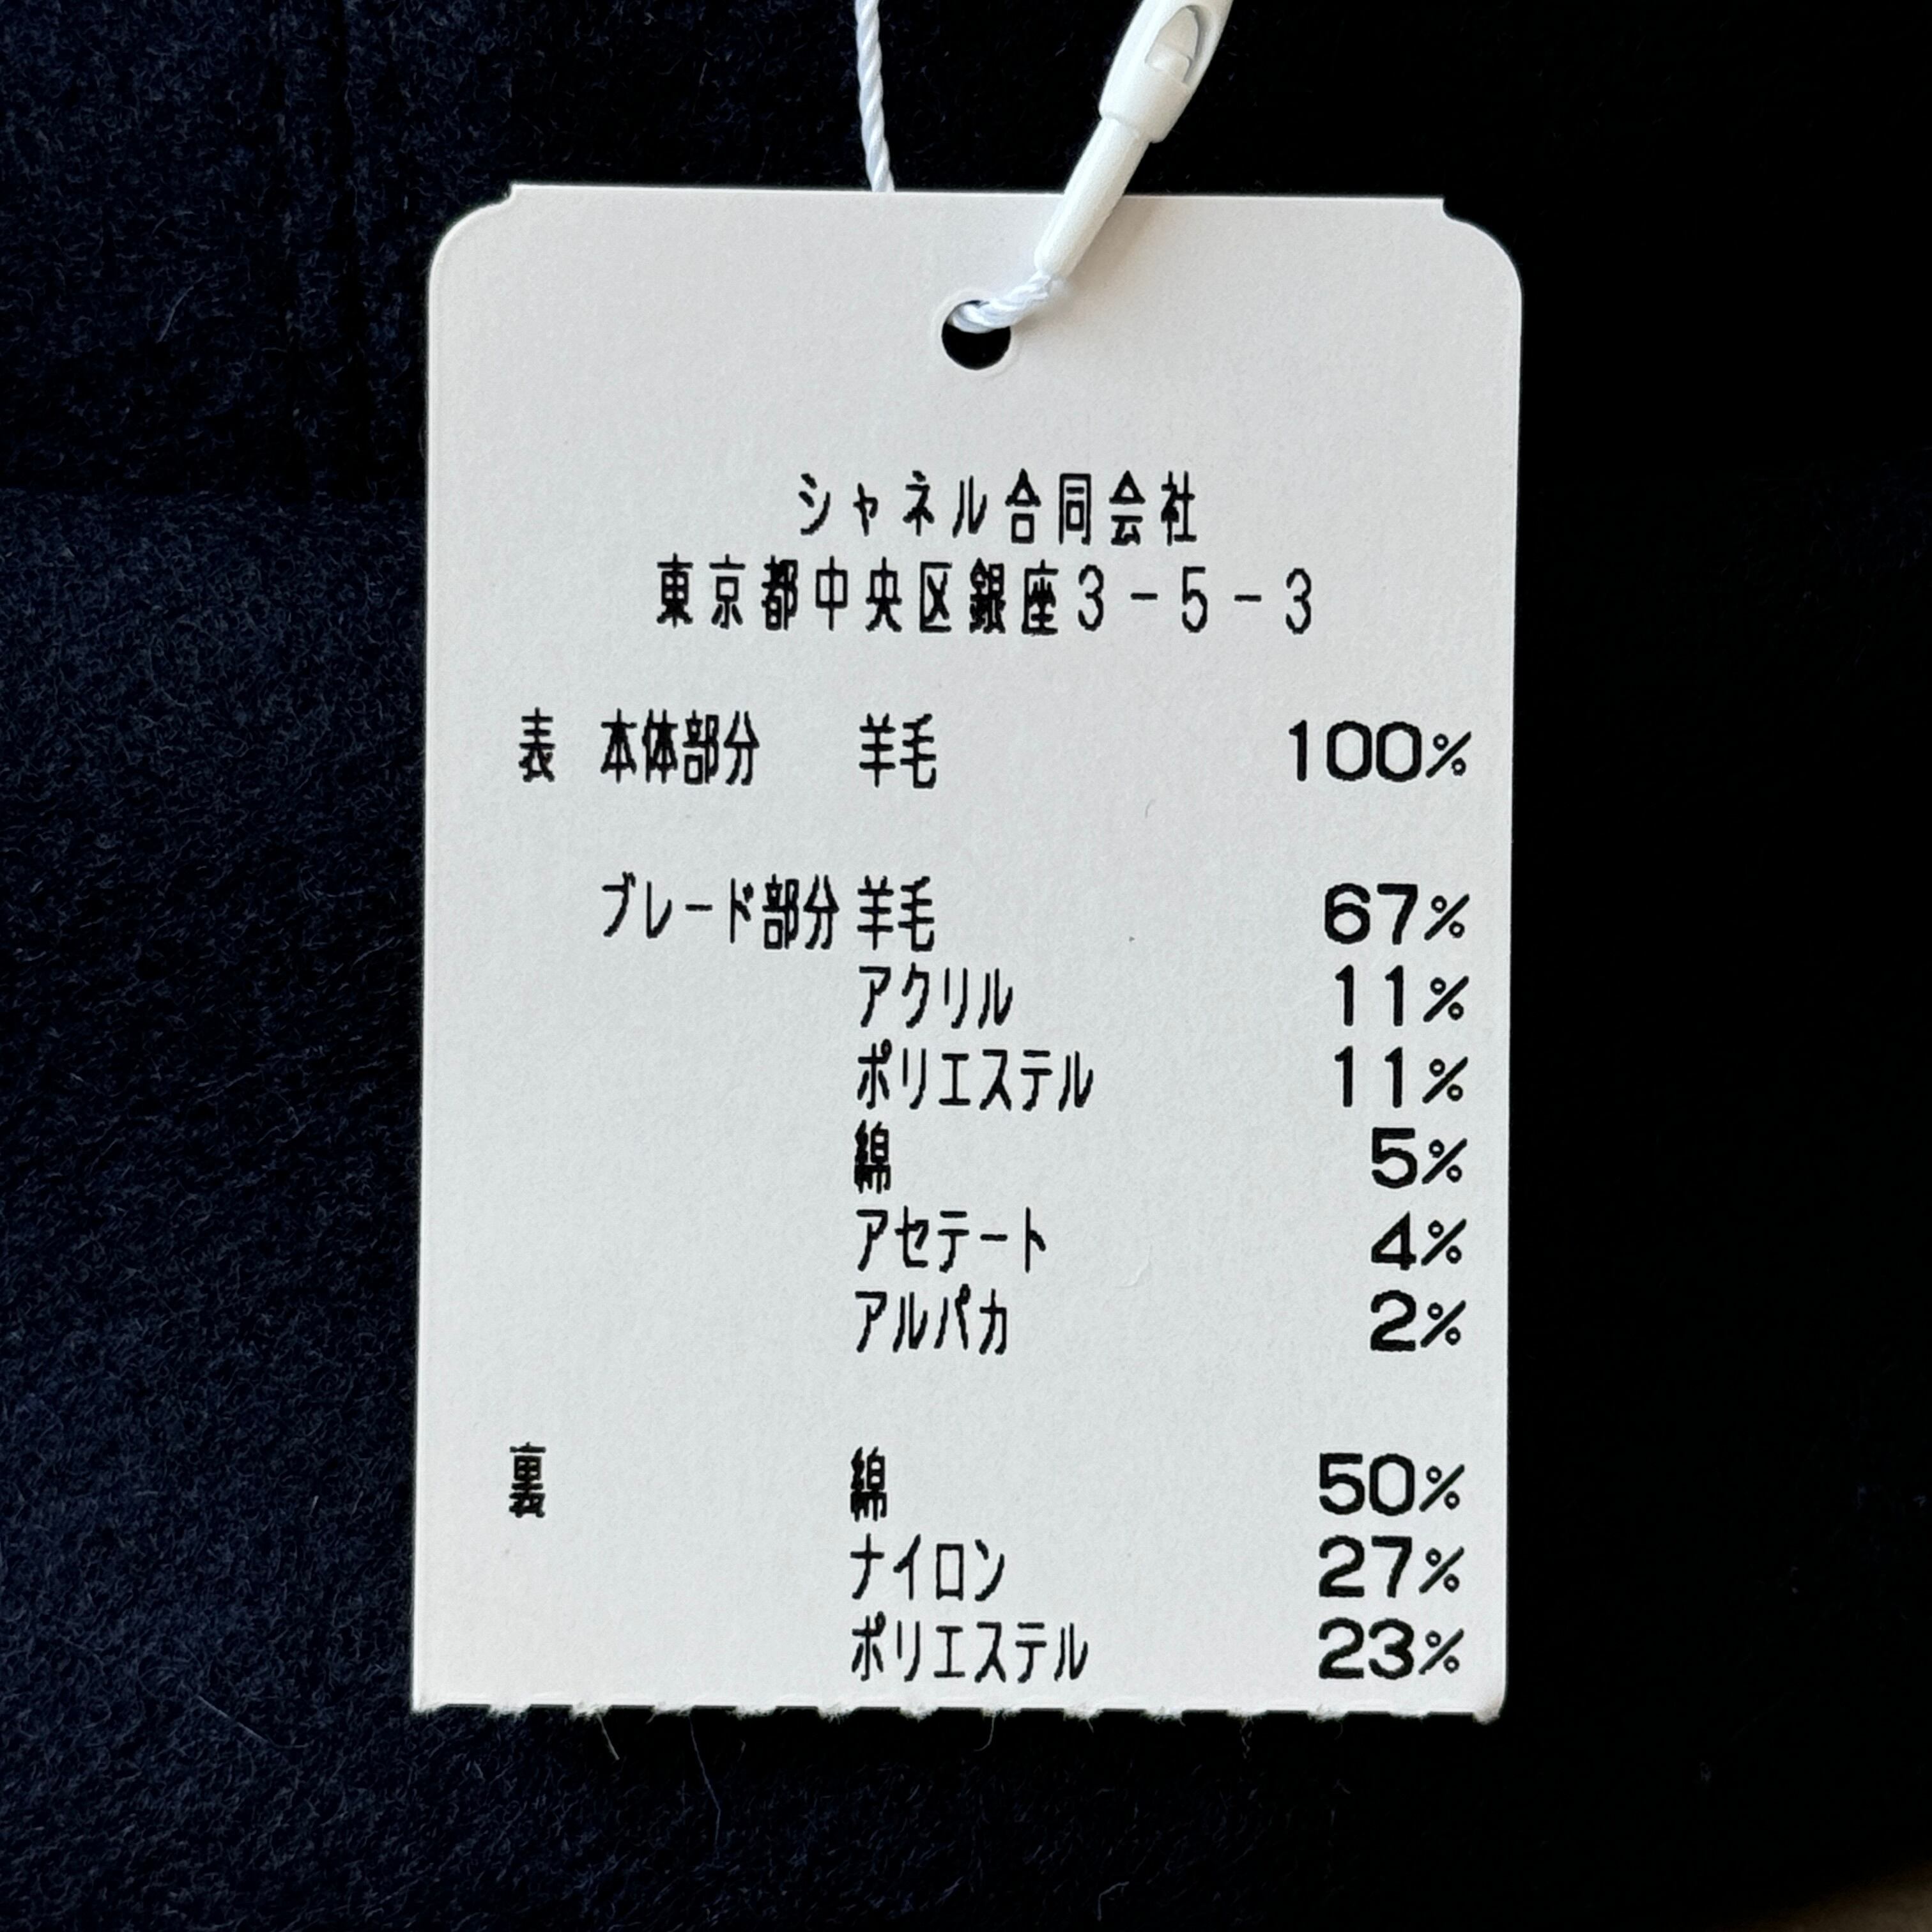 シャネル合同会社
東京都中央区銀座3-5-3
表 本体部分 羊毛 100%
ブレード部分 羊毛 67%
アクリル 11%
ポリエステル 11%
綿 5%
アセテート 4%
アルパカ 2%
裏 綿 50%
ナイロン 27%
ポリエステル 23%